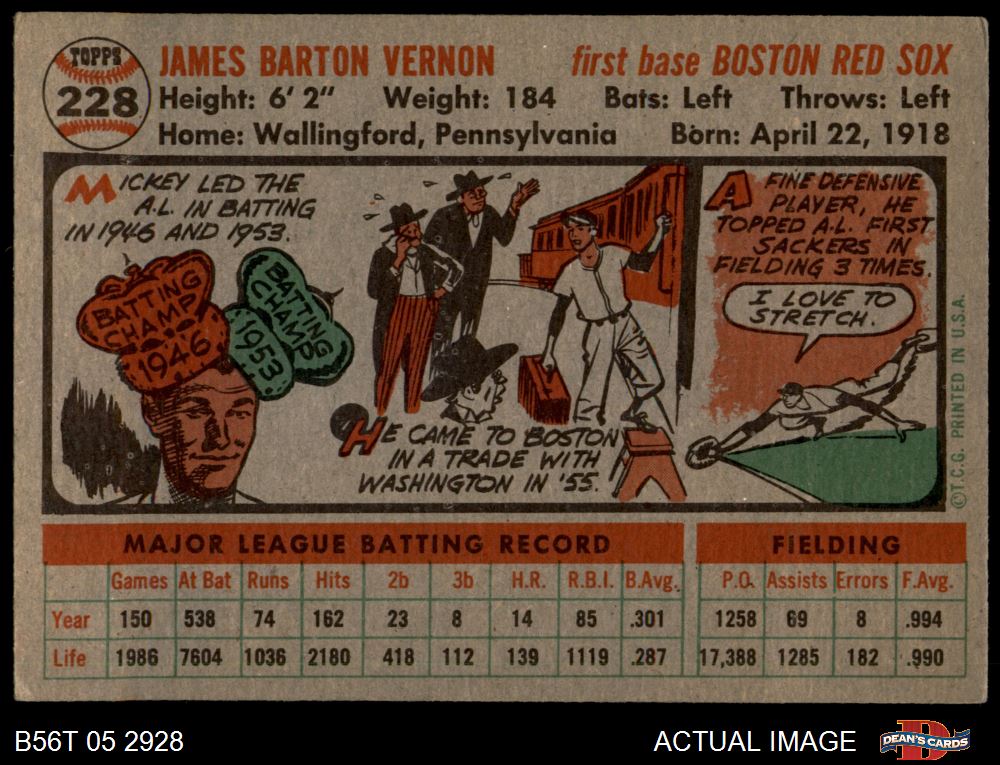 TOPPS
228
JAMES BARTON VERNON first base BOSTON RED SOX
Height: 6' 2" Weight: 184 Bats: Left Throws: Left
Home: Wallingford, Pennsylvania Born: April 22, 1918
MICKEY LED THE
A.L. IN BATTING
IN 1946 AND 1953.
BATTING
CHAMP
1946
BATTING
CHAMP
1953
HE CAME TO BOSTON
IN A TRADE WITH
WASHINGTON IN '55.
A FINE DEFENSIVE
PLAYER, HE
TOPPED A.L. FIRST
SACKERS IN
FIELDING 3 TIMES.
I LOVE TO
STRETCH.
©T.C.G. PRINTED IN U.S.A.
MAJOR LEAGUE BATTING RECORD FIELDING
Games At Bat Runs Hits 2b 3b H.R. R.B.I. B.Avg. P.O. Assists Errors F.Avg.
Year 150 538 74 162 23 8 14 85 .301 1258 69 8 .994
Life 1986 7604 1036 2180 418 112 139 1119 .287 17,388 1285 182 .990
B56T 05 2928 ACTUAL IMAGE DEAN'S CARDS